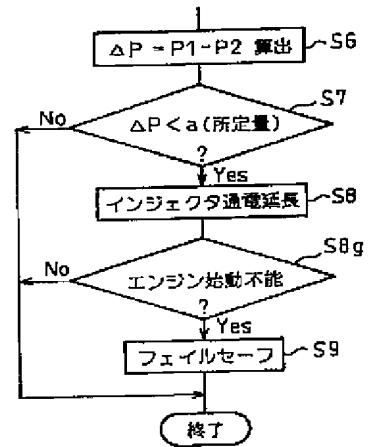 ΔP = P1-P2 算出
S6
S7
ΔP < a (所定量)
?
No
Yes
インジェクタ通電延長
S8
S8g
エンジン始動不能
?
No
Yes
フェイルセーフ
S9
終了